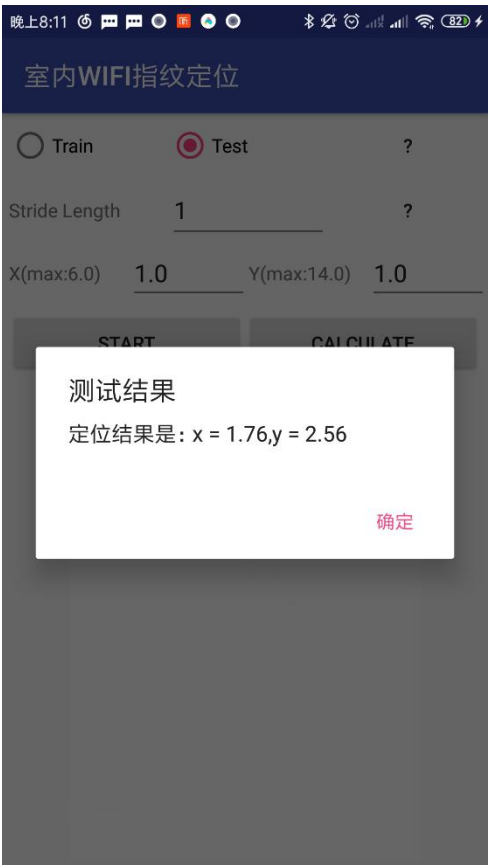 晚上8:11 82
室内WIFI指纹定位
Train Test ?
Stride Length 1 ?
X(max:6.0) 1.0 Y(max:14.0) 1.0
START CALCULATE
测试结果
定位结果是: x = 1.76,y = 2.56
确定